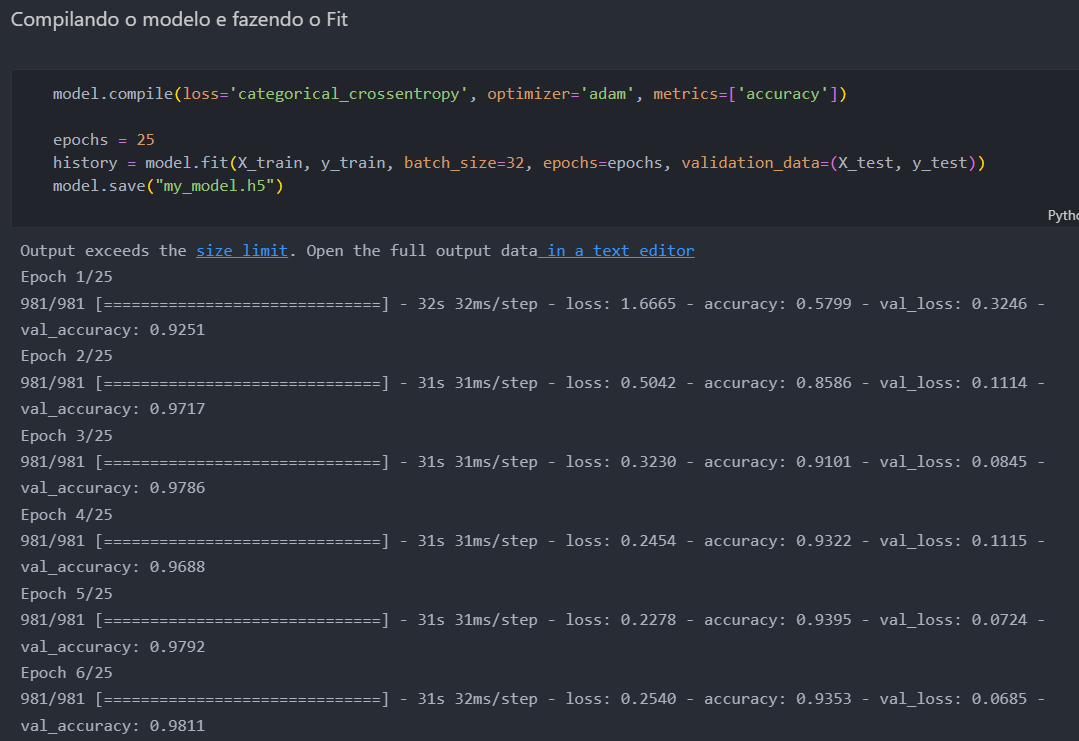 Compilando o modelo e fazendo o Fit
model.compile(loss='categorical_crossentropy', optimizer='adam', metrics=['accuracy'])
epochs = 25
history = model.fit(X_train, y_train, batch_size=32, epochs=epochs, validation_data=(X_test, y_test))
model.save("my_model.h5")
Output exceeds the size limit. Open the full output data in a text editor
Epoch 1/25
981/981 [==============================] - 32s 32ms/step - loss: 1.6665 - accuracy: 0.5799 - val_loss: 0.3246 -
val_accuracy: 0.9251
Epoch 2/25
981/981 [==============================] - 31s 31ms/step - loss: 0.5042 - accuracy: 0.8586 - val_loss: 0.1114 -
val_accuracy: 0.9717
Epoch 3/25
981/981 [==============================] - 31s 31ms/step - loss: 0.3230 - accuracy: 0.9101 - val_loss: 0.0845 -
val_accuracy: 0.9786
Epoch 4/25
981/981 [==============================] - 31s 31ms/step - loss: 0.2454 - accuracy: 0.9322 - val_loss: 0.1115 -
val_accuracy: 0.9688
Epoch 5/25
981/981 [==============================] - 31s 31ms/step - loss: 0.2278 - accuracy: 0.9395 - val_loss: 0.0724 -
val_accuracy: 0.9792
Epoch 6/25
981/981 [==============================] - 31s 32ms/step - loss: 0.2540 - accuracy: 0.9353 - val_loss: 0.0685 -
val_accuracy: 0.9811